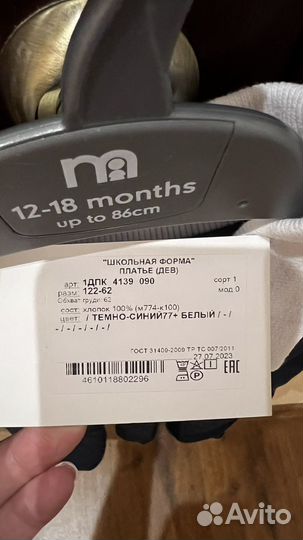 12-18 months
up to 86cm
"ШКОЛЬНАЯ ФОРМА"
ПЛАТЬЕ (ДЕВ)
арт: 1ДПК 4139 090 сорт 1
разм: 122-62 мод 0
Обхват груди: 62
сост: хлопок 100% (м774-к100)
цвет: / ТЕМНО-СИНИЙ77+ БЕЛЫЙ / - /
- / - / - / - / -
ГОСТ 31409-2009 ТР ТС 007/2011
27.07.2023
4610118802296
EAC
Avito